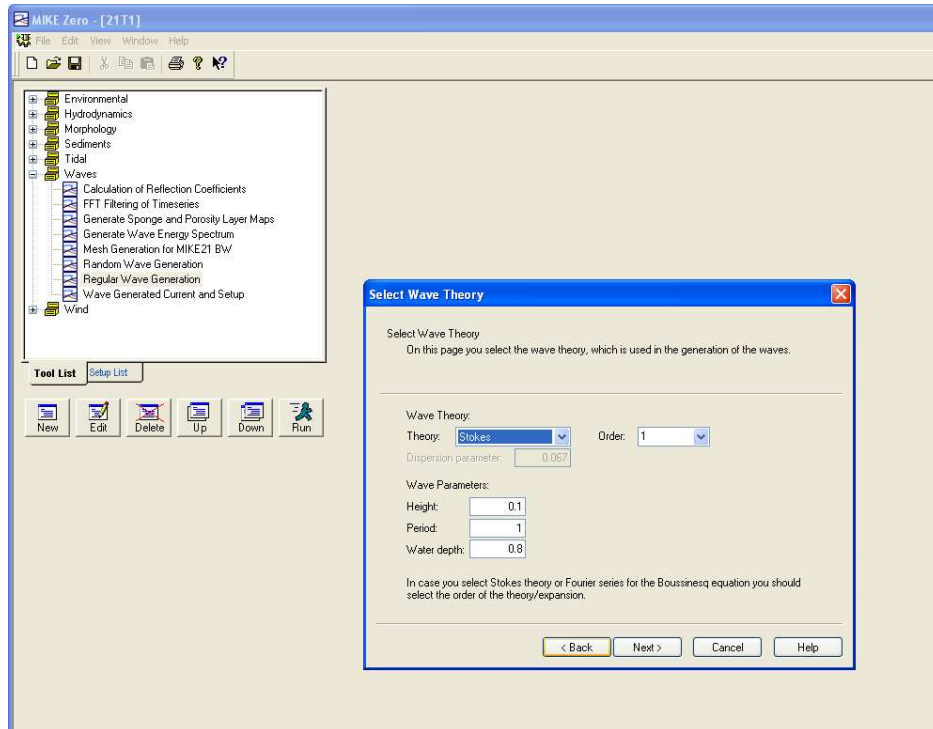 MIKE Zero - [21T1]
File Edit View Window Help
Environmental
Hydrodynamics
Morphology
Sediments
Tidal
Waves
Calculation of Reflection Coefficients
FFT Filtering of Timeseries
Generate Sponge and Porosity Layer Maps
Generate Wave Energy Spectrum
Mesh Generation for MIKE21 BW
Random Wave Generation
Regular Wave Generation
Wave Generated Current and Setup
Wind
Tool List Setup List
New Edit Delete Up Down Run
Select Wave Theory
Select Wave Theory
On this page you select the wave theory, which is used in the generation of the waves.
Wave Theory:
Theory: Stokes Order: 1
Dispersion parameter: 0.067
Wave Parameters:
Height: 0.1
Period: 1
Water depth: 0.8
In case you select Stokes theory or Fourier series for the Boussinesq equation you should
select the order of the theory/expansion.
< Back Next > Cancel Help